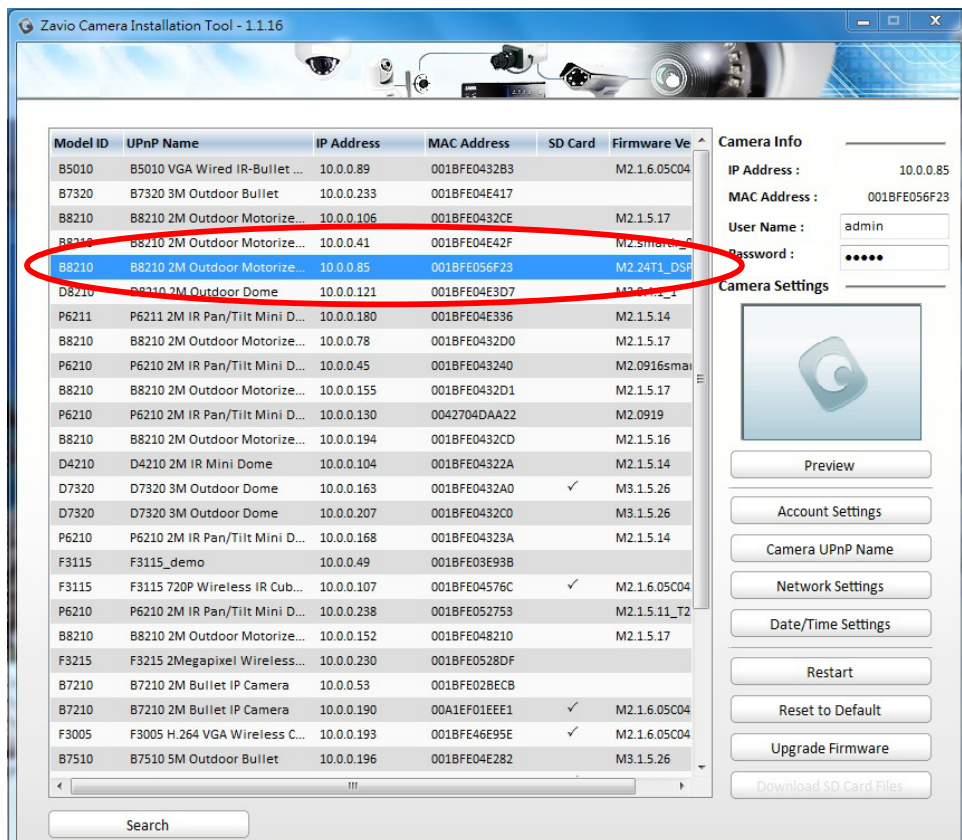 Zavio Camera Installation Tool - 1.1.16
Model ID UPnP Name IP Address MAC Address SD Card Firmware Ve
B5010 B5010 VGA Wired IR-Bullet ... 10.0.0.89 001BFE0432B3 M2.1.6.05C04
B7320 B7320 3M Outdoor Bullet 10.0.0.233 001BFE04E417
B8210 B8210 2M Outdoor Motorize... 10.0.0.106 001BFE0432CE M2.1.5.17
B8210 B8210 2M Outdoor Motorize... 10.0.0.41 001BFE04E42F
B8210 B8210 2M Outdoor Motorize... 10.0.0.85 001BFE056F23 M2.24T1_DSP
D8210 D8210 2M Outdoor Dome 10.0.0.121 001BFE04E3D7
P6211 P6211 2M IR Pan/Tilt Mini D... 10.0.0.180 001BFE04E336 M2.1.5.14
B8210 B8210 2M Outdoor Motorize... 10.0.0.78 001BFE0432D0 M2.1.5.17
P6210 P6210 2M IR Pan/Tilt Mini D... 10.0.0.45 001BFE043240 M2.0916smar
B8210 B8210 2M Outdoor Motorize... 10.0.0.155 001BFE0432D1 M2.1.5.17
P6210 P6210 2M IR Pan/Tilt Mini D... 10.0.0.130 0042704DAA22 M2.0919
B8210 B8210 2M Outdoor Motorize... 10.0.0.194 001BFE0432CD M2.1.5.16
D4210 D4210 2M IR Mini Dome 10.0.0.104 001BFE04322A M2.1.5.14
D7320 D7320 3M Outdoor Dome 10.0.0.163 001BFE0432A0 ✓ M3.1.5.26
D7320 D7320 3M Outdoor Dome 10.0.0.207 001BFE0432C0 M3.1.5.26
P6210 P6210 2M IR Pan/Tilt Mini D... 10.0.0.168 001BFE04323A M2.1.5.14
F3115 F3115_demo 10.0.0.49 001BFE03E93B
F3115 F3115 720P Wireless IR Cub... 10.0.0.107 001BFE04576C ✓ M2.1.6.05C04
P6210 P6210 2M IR Pan/Tilt Mini D... 10.0.0.238 001BFE052753 M2.1.5.11_T2
B8210 B8210 2M Outdoor Motorize... 10.0.0.152 001BFE048210 M2.1.5.17
F3215 F3215 2Megapixel Wireless... 10.0.0.230 001BFE0528DF
B7210 B7210 2M Bullet IP Camera 10.0.0.53 001BFE02BECB
B7210 B7210 2M Bullet IP Camera 10.0.0.190 00A1EF01EEE1 ✓ M2.1.6.05C04
F3005 F3005 H.264 VGA Wireless C... 10.0.0.193 001BFE46E95E ✓ M2.1.6.05C04
B7510 B7510 5M Outdoor Bullet 10.0.0.196 001BFE04E282 M3.1.5.26
Search
Camera Info
IP Address : 10.0.0.85
MAC Address : 001BFE056F23
User Name : admin
Password : •••••
Camera Settings
Preview
Account Settings
Camera UPnP Name
Network Settings
Date/Time Settings
Restart
Reset to Default
Upgrade Firmware
Download SD Card Files